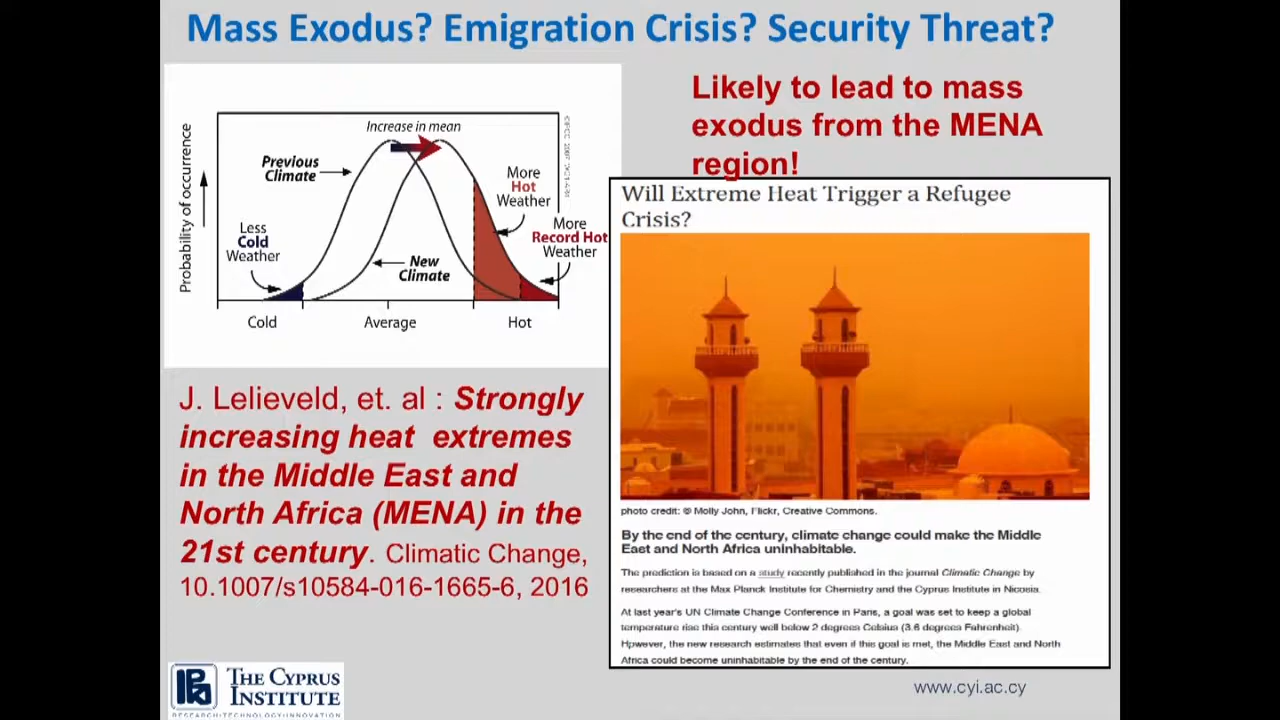 Mass Exodus? Emigration Crisis? Security Threat?
Likely to lead to mass
exodus from the MENA
region!
Probability of occurrence
Increase in mean
Previous
Climate
More
Hot
Weather
Less
Cold
Weather
More
Record Hot
Weather
New
Climate
Cold
Average
Hot
J. Lelieveld, et. al : Strongly
increasing heat extremes
in the Middle East and
North Africa (MENA) in the
21st century. Climatic Change,
10.1007/s10584-016-1665-6, 2016
Will Extreme Heat Trigger a Refugee
Crisis?
photo credit: © Molly John, Flickr, Creative Commons.
By the end of the century, climate change could make the Middle
East and North Africa uninhabitable.
The prediction is based on a study recently published in the journal Climatic Change by
researchers at the Max Planck Institute for Chemistry and the Cyprus Institute in Nicosia.
At last year's UN Climate Change Conference in Paris, a goal was set to keep a global
temperature rise this century well below 2 degrees Celsius (3.6 degrees Fahrenheit).
However, the new research estimates that even if this goal is met, the Middle East and North
Africa could become uninhabitable by the end of the century.
THE CYPRUS
INSTITUTE
RESEARCH•TECHNOLOGY•INNOVATION
www.cyi.ac.cy